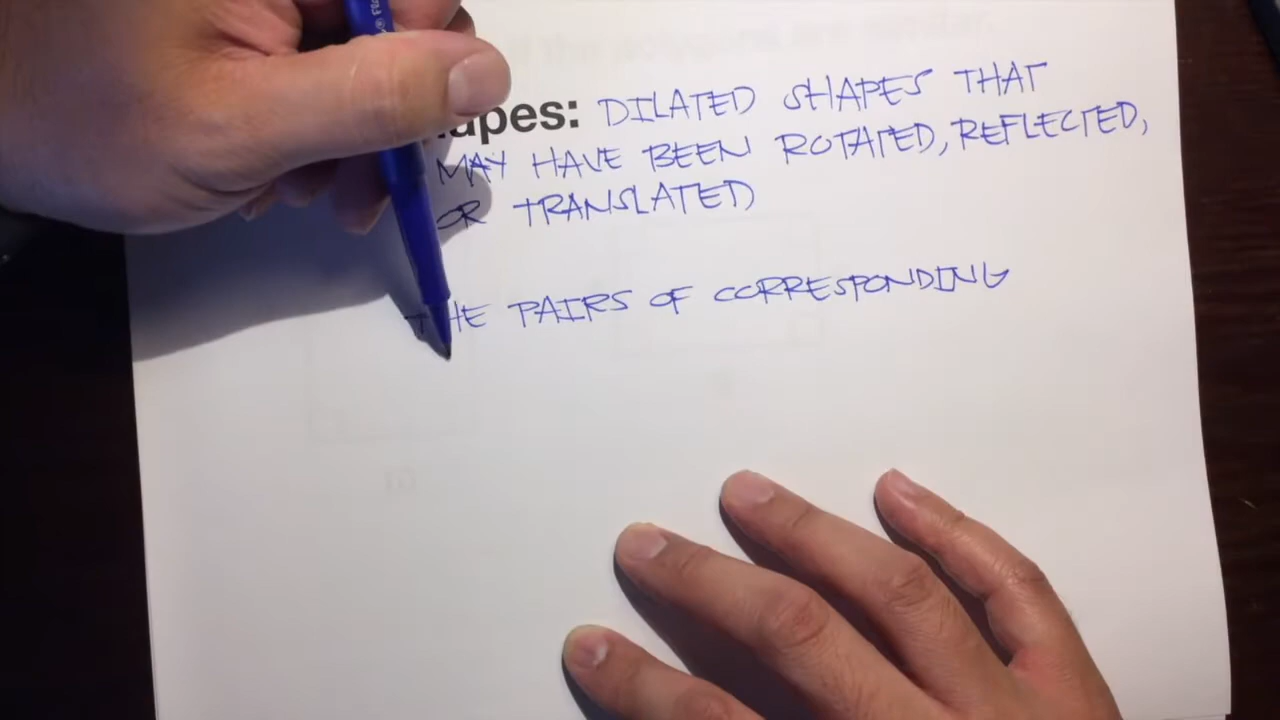 apes: DILATED SHAPES THAT
MAY HAVE BEEN ROTATED, REFLECTED,
OR TRANSLATED
THE PAIRS OF CORRESPONDING